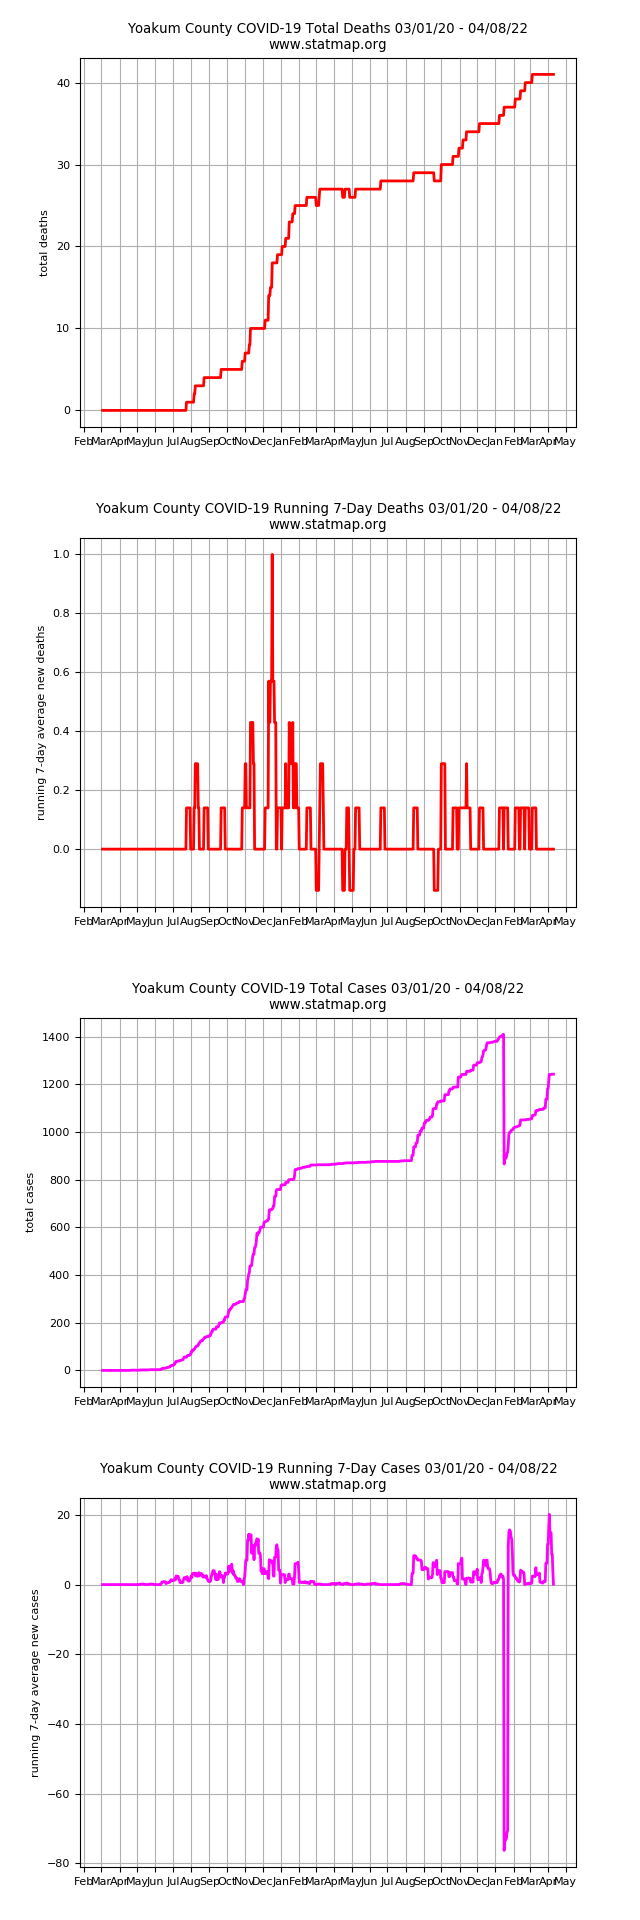 Yoakum County COVID-19 Total Deaths 03/01/20 - 04/08/22
www.statmap.org
40
30
20
10
0
total deaths
Feb Mar Apr May Jun Jul Aug Sep Oct Nov Dec Jan Feb Mar Apr May Jun Jul Aug Sep Oct Nov Dec Jan Feb Mar Apr May
Yoakum County COVID-19 Running 7-Day Deaths 03/01/20 - 04/08/22
www.statmap.org
1.0
0.8
0.6
0.4
0.2
0.0
running 7-day average new deaths
Feb Mar Apr May Jun Jul Aug Sep Oct Nov Dec Jan Feb Mar Apr May Jun Jul Aug Sep Oct Nov Dec Jan Feb Mar Apr May
Yoakum County COVID-19 Total Cases 03/01/20 - 04/08/22
www.statmap.org
1400
1200
1000
800
600
400
200
0
total cases
Feb Mar Apr May Jun Jul Aug Sep Oct Nov Dec Jan Feb Mar Apr May Jun Jul Aug Sep Oct Nov Dec Jan Feb Mar Apr May
Yoakum County COVID-19 Running 7-Day Cases 03/01/20 - 04/08/22
www.statmap.org
20
0
−20
−40
−60
−80
running 7-day average new cases
Feb Mar Apr May Jun Jul Aug Sep Oct Nov Dec Jan Feb Mar Apr May Jun Jul Aug Sep Oct Nov Dec Jan Feb Mar Apr May